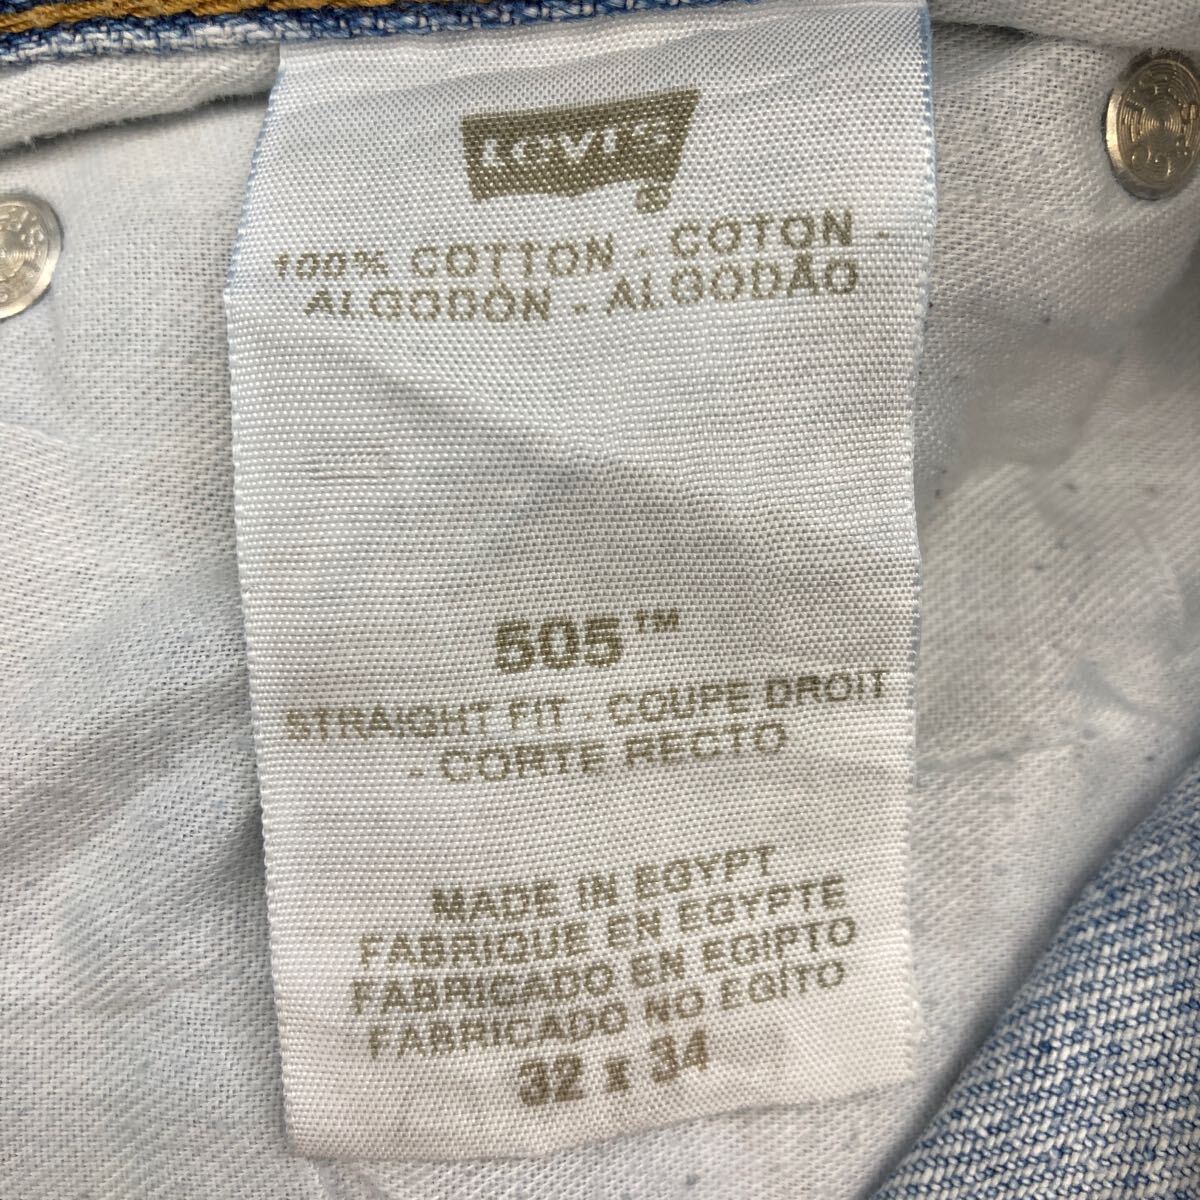 Levi's
®
100% COTTON - COTON -
ALGODÓN - ALGODÃO
505™
STRAIGHT FIT - COUPE DROIT
- CORTE RECTO
MADE IN EGYPT
FABRIQUE EN EGYPTE
FABRICADO EN EGIPTO
FABRICADO NO EGÍTO
32 x 34